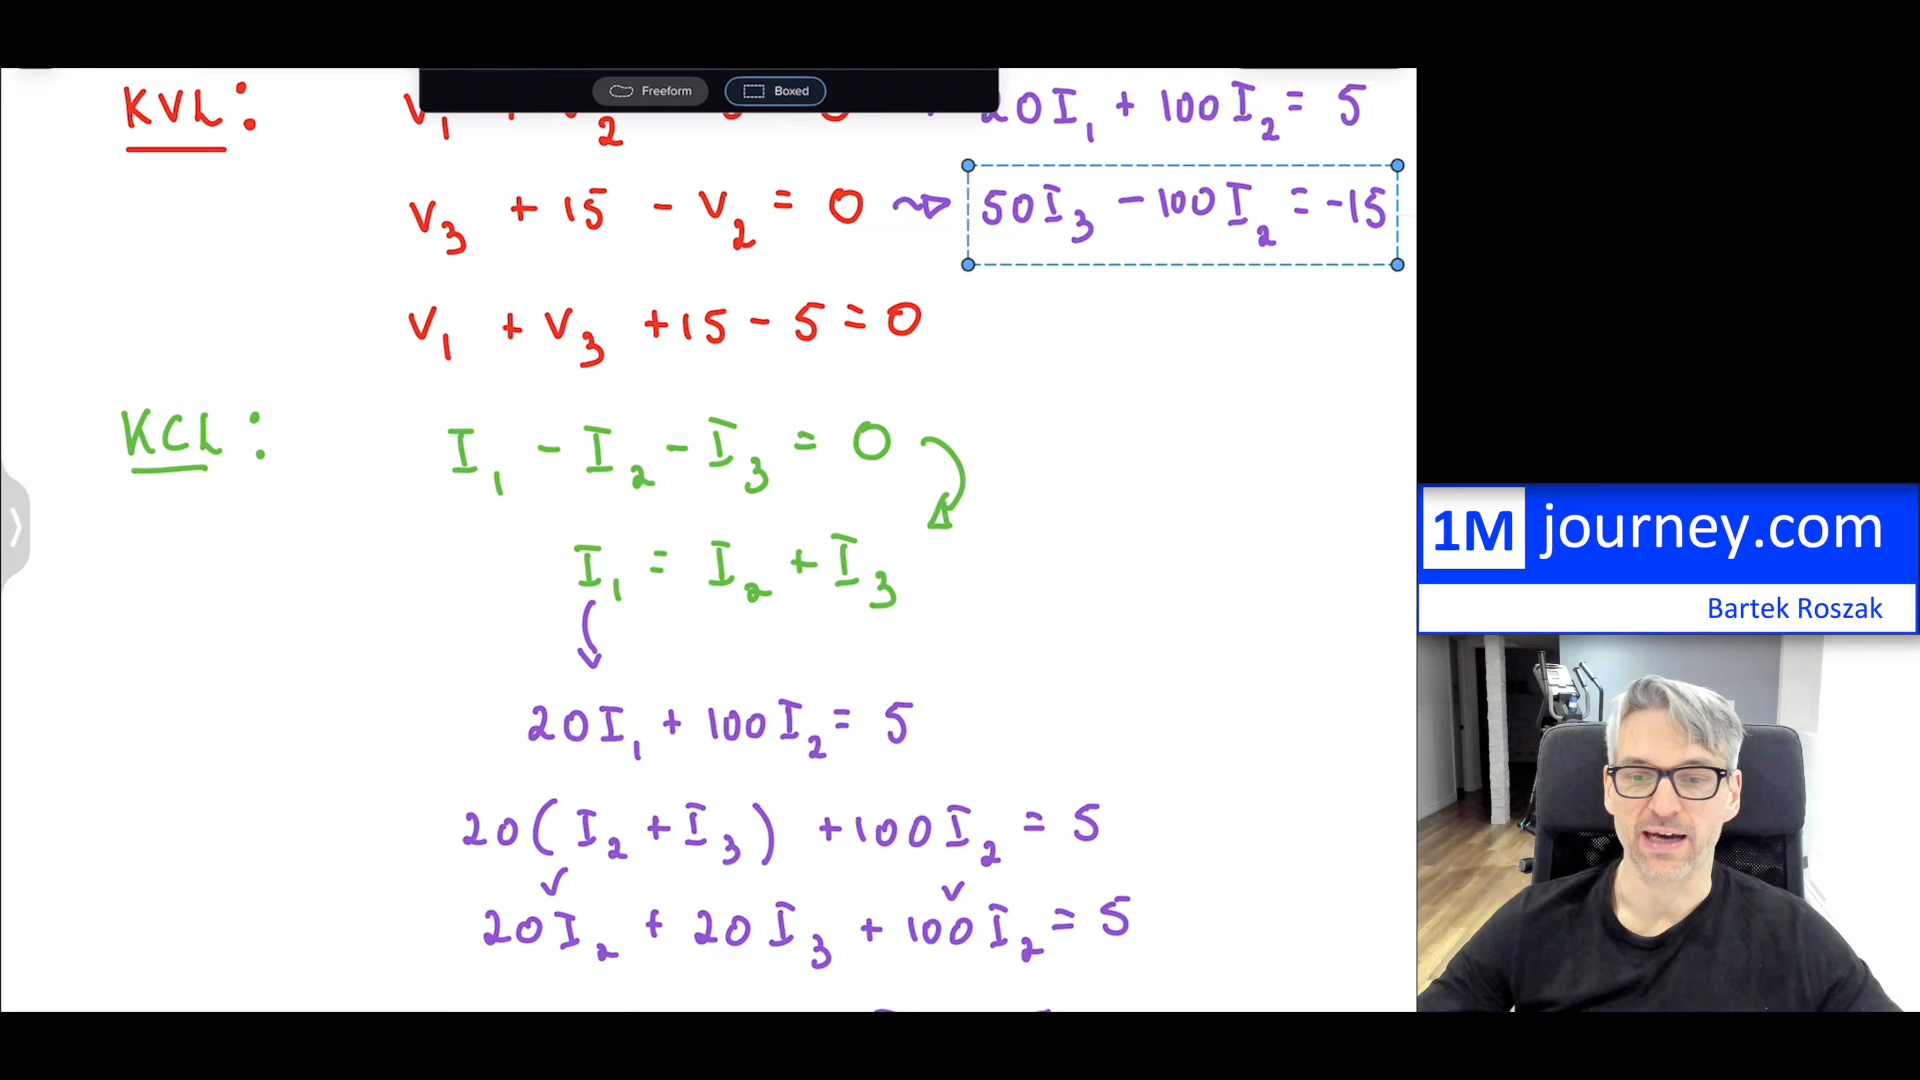 Freeform Boxed
KVL: 20I₁ + 100I₂ = 5
V₃ + 15 - V₂ = 0 ⇝ 50I₃ - 100I₂ = -15
V₁ + V₃ + 15 - 5 = 0
KCL: I₁ - I₂ - I₃ = 0
I₁ = I₂ + I₃
20I₁ + 100I₂ = 5
20(I₂ + I₃) + 100I₂ = 5
20I₂ + 20I₃ + 100I₂ = 5
1M journey.com
Bartek Roszak